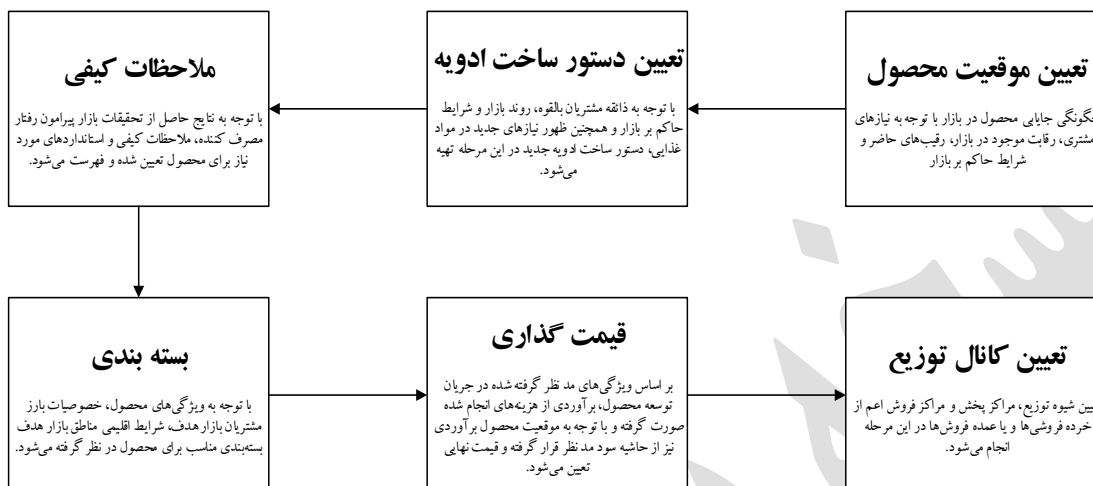 تعیین موقعیت محصول
چگونگی جایابی محصول در بازار با توجه به نیازهای
مشتری، رقابت موجود در بازار، رقیب‌های حاضر و
شرایط حاکم بر بازار
تعیین دستور ساخت ادویه
با توجه به ذائقه مشتریان بالقوه، روند بازار و شرایط
حاکم بر بازار و همچنین ظهور نیازهای جدید در مواد
غذایی، دستور ساخت ادویه جدید در این مرحله تهیه
می‌شود.
ملاحظات کیفی
با توجه به نتایج حاصل از تحقیقات بازار پیرامون رفتار
مصرف کننده، ملاحظات کیفی و استانداردهای مورد
نیاز برای محصول تعیین شده و فهرست می‌شود.
بسته بندی
با توجه به ویژگی‌های محصول، خصوصیات بارز
مشتریان بازار هدف، شرایط اقلیمی مناطق بازار هدف
بسته‌بندی مناسب برای محصول در نظر گرفته می‌شود.
قیمت گذاری
بر اساس ویژگی‌های مد نظر گرفته شده در جریان
توسعه محصول، برآوردی از هزینه‌های انجام شده
صورت گرفته و با توجه به موقعیت محصول برآوردی
نیز از حاشیه سود مد نظر قرار گرفته و قیمت نهایی
تعیین می‌شود.
تعیین کانال توزیع
شیوه توزیع، مراکز پخش و مراکز فروش اعم از
خرده فروشی‌ها و یا عمده فروش‌ها در این مرحله
انجام می‌شود.